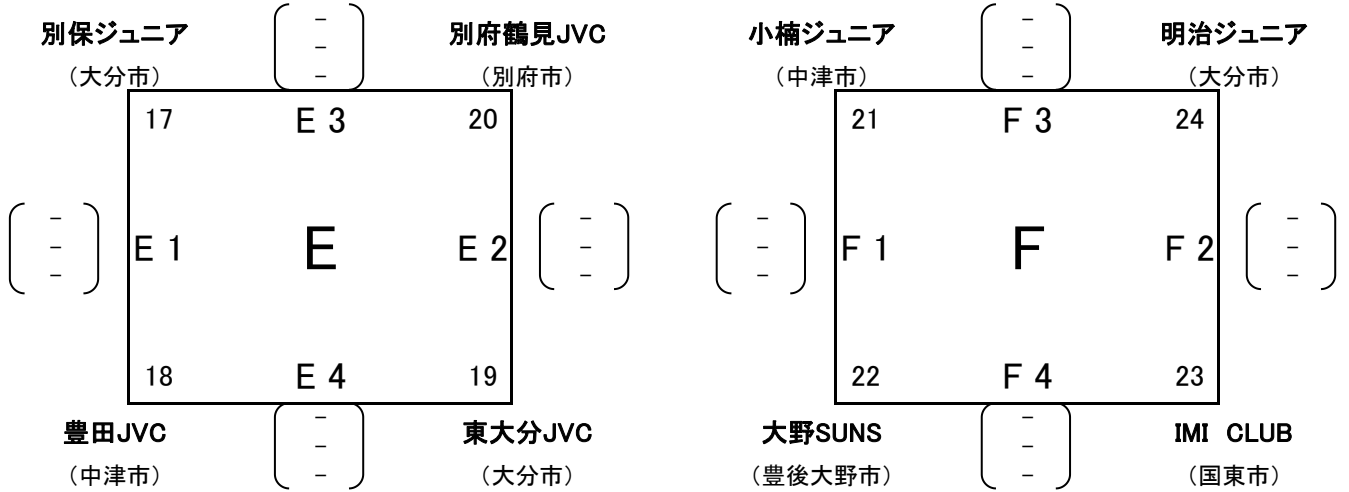 別保ジュニア
（大分市）
-
-
-
別府鶴見JVC
（別府市）
17
E 3
20
-
-
-
E 1
E
E 2
-
-
-
18
E 4
19
豊田JVC
（中津市）
-
-
-
東大分JVC
（大分市）
小楠ジュニア
（中津市）
-
-
-
明治ジュニア
（大分市）
21
F 3
24
-
-
-
F 1
F
F 2
-
-
-
22
F 4
23
大野SUNS
（豊後大野市）
-
-
-
IMI CLUB
（国東市）